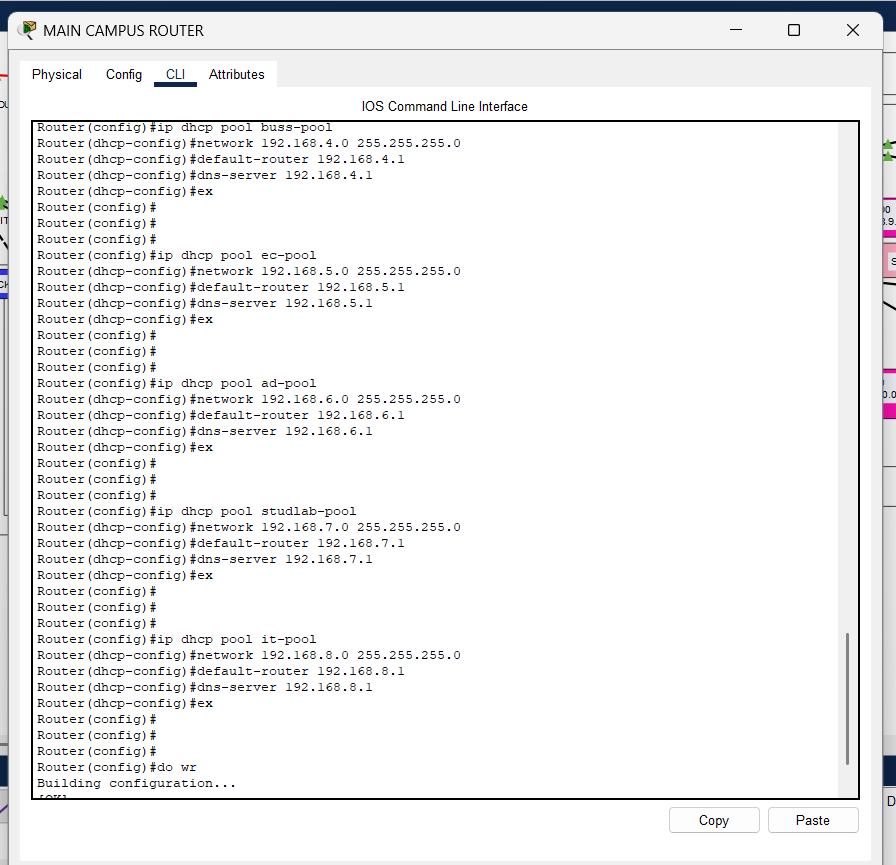 MAIN CAMPUS ROUTER
Physical Config CLI Attributes
IOS Command Line Interface
Router(config)#ip dhcp pool buss-pool
Router(dhcp-config)#network 192.168.4.0 255.255.255.0
Router(dhcp-config)#default-router 192.168.4.1
Router(dhcp-config)#dns-server 192.168.4.1
Router(dhcp-config)#ex
Router(config)#
Router(config)#
Router(config)#
Router(config)#ip dhcp pool ec-pool
Router(dhcp-config)#network 192.168.5.0 255.255.255.0
Router(dhcp-config)#default-router 192.168.5.1
Router(dhcp-config)#dns-server 192.168.5.1
Router(dhcp-config)#ex
Router(config)#
Router(config)#
Router(config)#
Router(config)#ip dhcp pool ad-pool
Router(dhcp-config)#network 192.168.6.0 255.255.255.0
Router(dhcp-config)#default-router 192.168.6.1
Router(dhcp-config)#dns-server 192.168.6.1
Router(dhcp-config)#ex
Router(config)#
Router(config)#
Router(config)#
Router(config)#ip dhcp pool studlab-pool
Router(dhcp-config)#network 192.168.7.0 255.255.255.0
Router(dhcp-config)#default-router 192.168.7.1
Router(dhcp-config)#dns-server 192.168.7.1
Router(dhcp-config)#ex
Router(config)#
Router(config)#
Router(config)#
Router(config)#ip dhcp pool it-pool
Router(dhcp-config)#network 192.168.8.0 255.255.255.0
Router(dhcp-config)#default-router 192.168.8.1
Router(dhcp-config)#dns-server 192.168.8.1
Router(dhcp-config)#ex
Router(config)#
Router(config)#
Router(config)#
Router(config)#do wr
Building configuration...
[OK]
Copy Paste